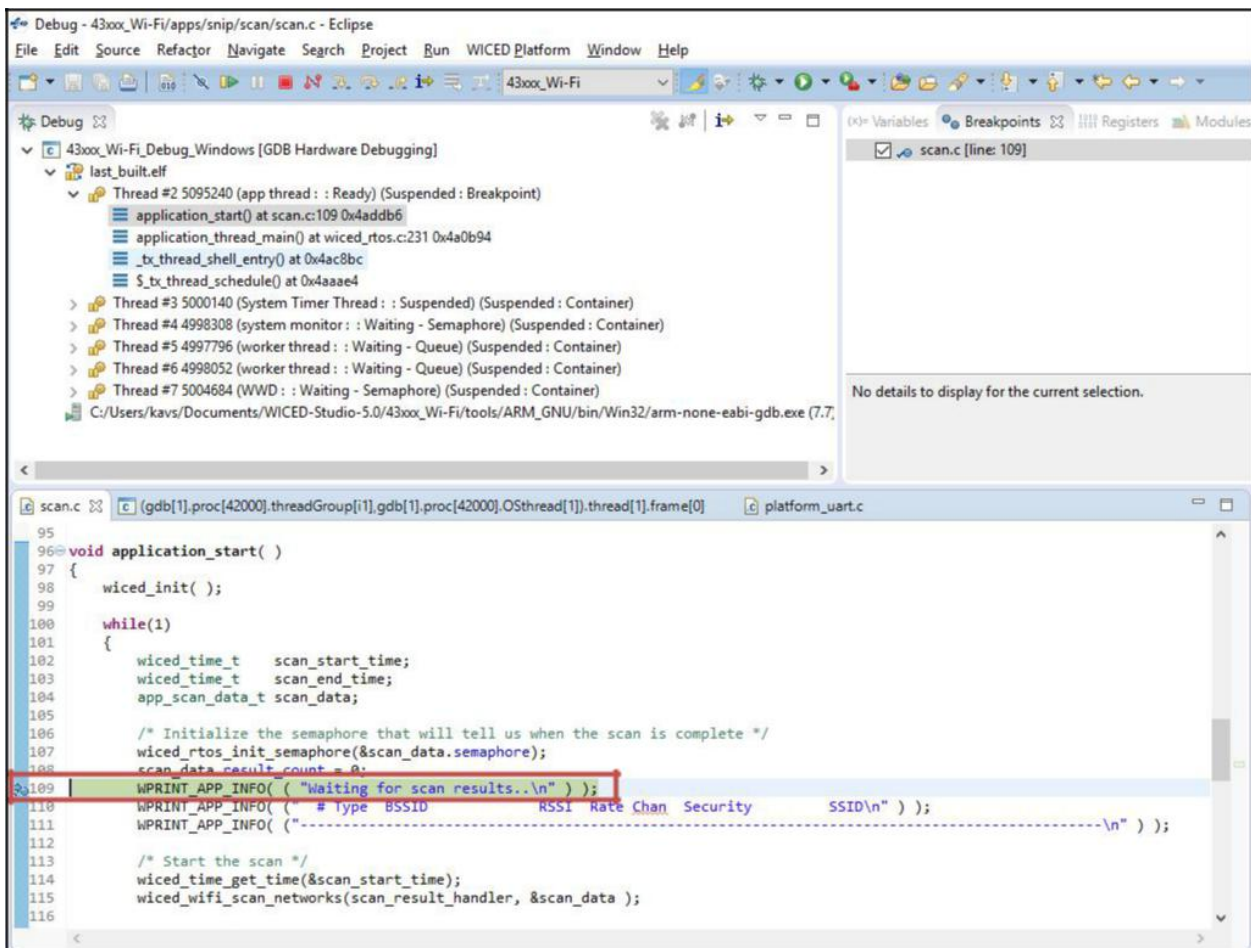 Debug - 43xxx_Wi-Fi/apps/snip/scan/scan.c - Eclipse
File Edit Source Refactor Navigate Search Project Run WICED Platform Window Help
010 43xxx_Wi-Fi
Debug
43xxx_Wi-Fi_Debug_Windows [GDB Hardware Debugging]
last_built.elf
Thread #2 5095240 (app thread : : Ready) (Suspended : Breakpoint)
application_start() at scan.c:109 0x4addb6
application_thread_main() at wiced_rtos.c:231 0x4a0b94
_tx_thread_shell_entry() at 0x4ac8bc
$_tx_thread_schedule() at 0x4aaae4
Thread #3 5000140 (System Timer Thread : : Suspended) (Suspended : Container)
Thread #4 4998308 (system monitor : : Waiting - Semaphore) (Suspended : Container)
Thread #5 4997796 (worker thread : : Waiting - Queue) (Suspended : Container)
Thread #6 4998052 (worker thread : : Waiting - Queue) (Suspended : Container)
Thread #7 5004684 (WWD : : Waiting - Semaphore) (Suspended : Container)
C:/Users/kavs/Documents/WICED-Studio-5.0/43xxx_Wi-Fi/tools/ARM_GNU/bin/Win32/arm-none-eabi-gdb.exe (7.7
(x)= Variables Breakpoints Registers Modules
scan.c [line: 109]
No details to display for the current selection.
scan.c (gdb[1].proc[42000].threadGroup[i1],gdb[1].proc[42000].OSthread[1]).thread[1].frame[0] platform_uart.c
95
96 void application_start( )
97 {
98 wiced_init( );
99
100 while(1)
101 {
102 wiced_time_t scan_start_time;
103 wiced_time_t scan_end_time;
104 app_scan_data_t scan_data;
105
106 /* Initialize the semaphore that will tell us when the scan is complete */
107 wiced_rtos_init_semaphore(&scan_data.semaphore);
108 scan_data.result_count = 0;
109 WPRINT_APP_INFO( ( "Waiting for scan results..\n" ) );
110 WPRINT_APP_INFO( (" # Type BSSID RSSI Rate Chan Security SSID\n" ) );
111 WPRINT_APP_INFO( ("----------------------------------------------------------------------------------------------------\n" ) );
112
113 /* Start the scan */
114 wiced_time_get_time(&scan_start_time);
115 wiced_wifi_scan_networks(scan_result_handler, &scan_data );
116